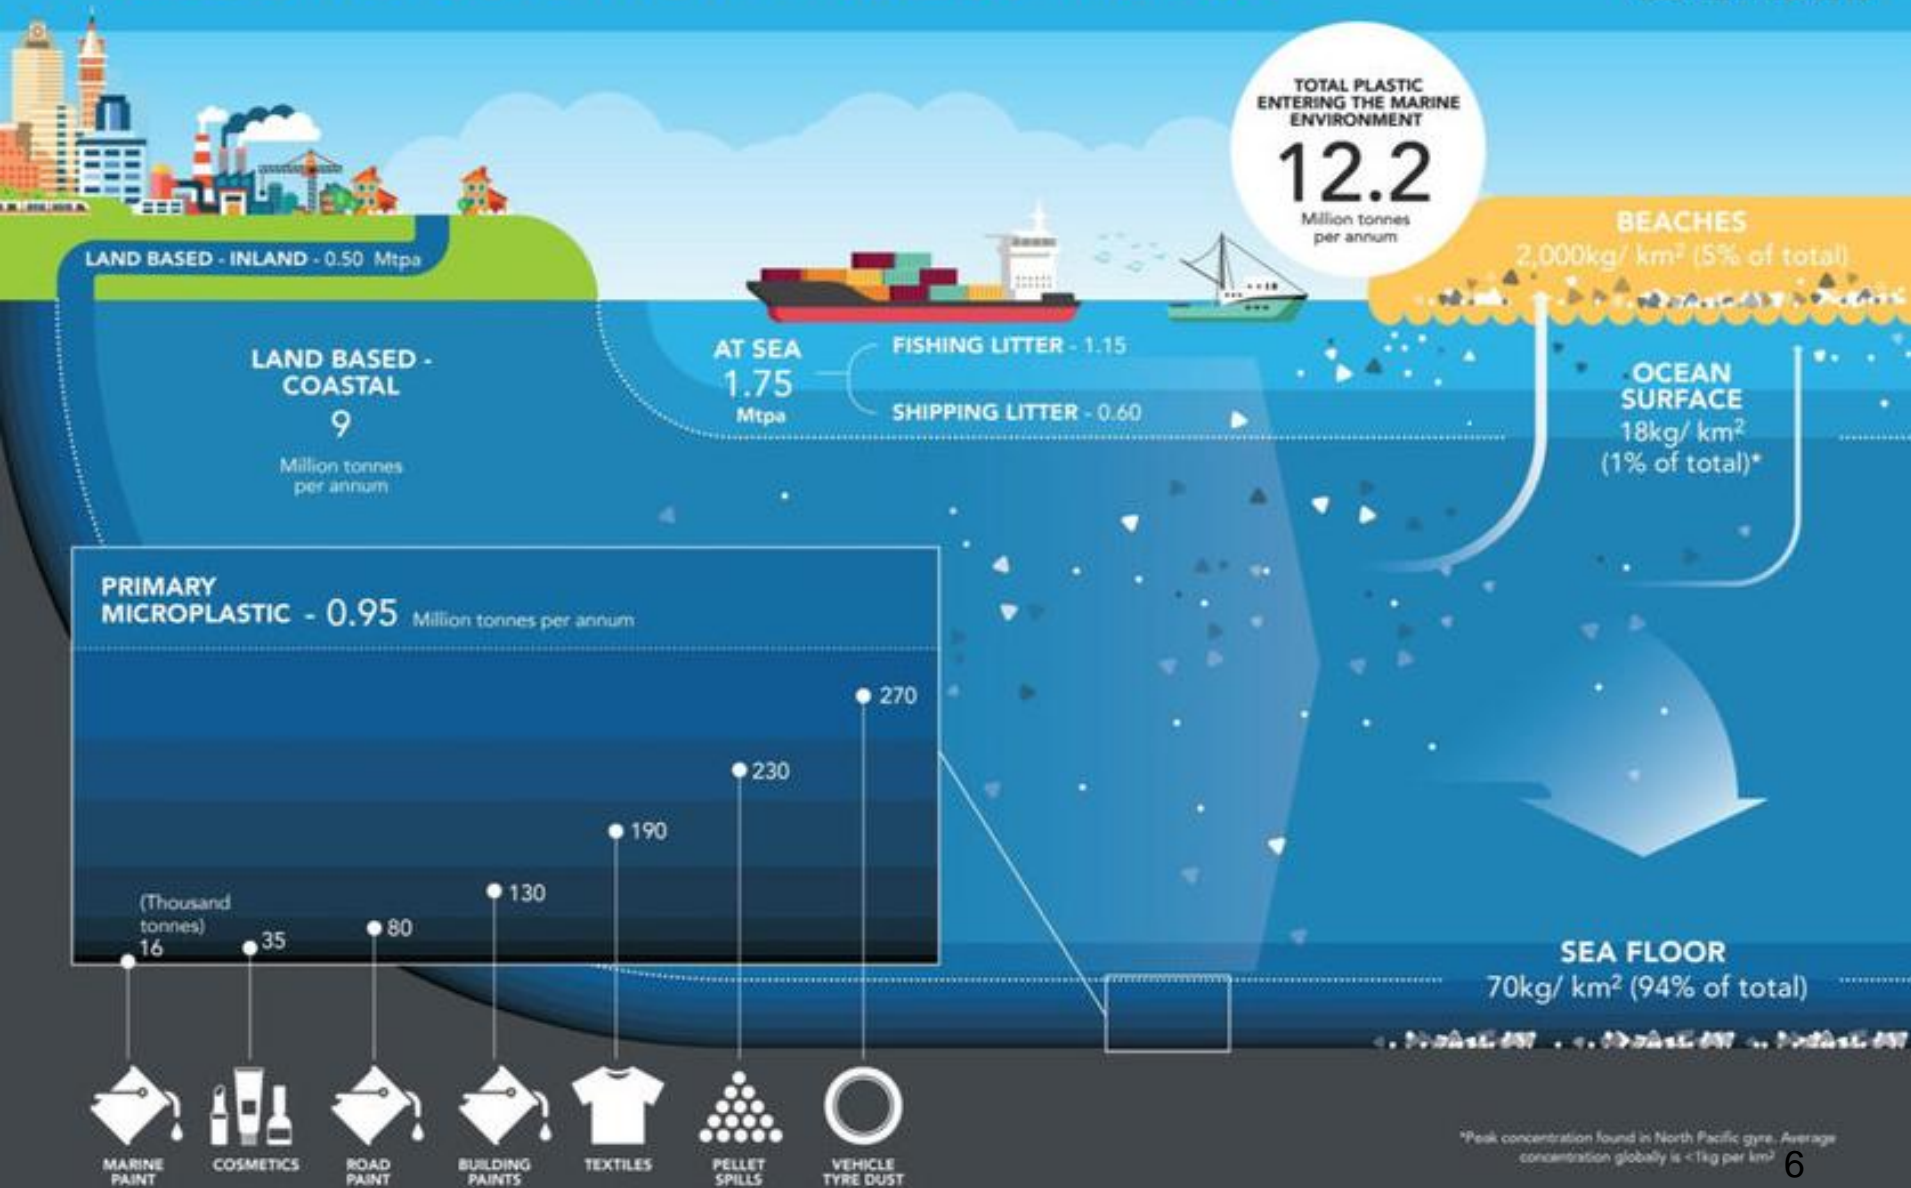 TOTAL PLASTIC
ENTERING THE MARINE
ENVIRONMENT
12.2
Million tonnes
per annum
BEACHES
2,000kg/ km² (5% of total)
LAND BASED - INLAND - 0.50 Mtpa
LAND BASED -
COASTAL
9
Million tonnes
per annum
AT SEA
1.75
Mtpa
FISHING LITTER - 1.15
SHIPPING LITTER - 0.60
OCEAN
SURFACE
18kg/ km²
(1% of total)*
PRIMARY
MICROPLASTIC - 0.95 Million tonnes per annum
270
230
190
130
(Thousand
tonnes)
16
35
80
SEA FLOOR
70kg/ km² (94% of total)
MARINE
PAINT
COSMETICS
ROAD
PAINT
BUILDING
PAINTS
TEXTILES
PELLET
SPILLS
VEHICLE
TYRE DUST
*Peak concentration found in North Pacific gyre. Average
concentration globally is <1kg per km²
6